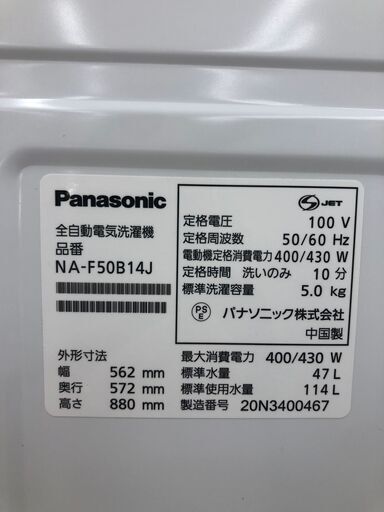 Panasonic
全自動電気洗濯機
品番
NA-F50B14J
外形寸法
幅 562 mm
奥行 572 mm
高さ 880 mm
S JET
定格電圧 100 V
定格周波数 50/60 Hz
電動機定格消費電力 400/430 W
定格時間 洗いのみ 10 分
標準洗濯容量 5.0 kg
PSE パナソニック株式会社
中国製
最大消費電力 400/430 W
標準水量 47 L
標準使用水量 114 L
製造番号 20N3400467